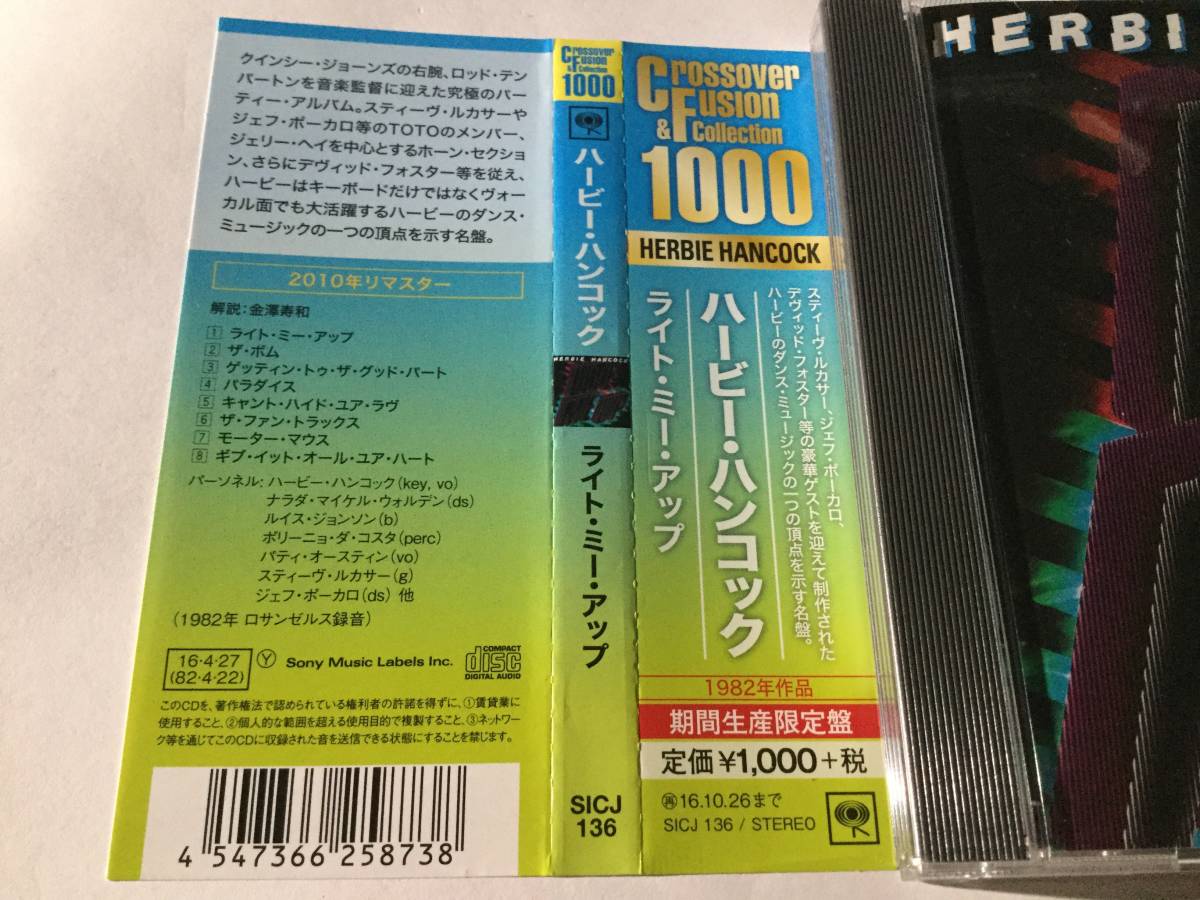 クインシー・ジョーンズの右腕、ロッド・テン
パートンを音楽監督に迎えた究極のパー
ティー・アルバム。スティーヴ・ルカサーや
ジェフ・ポーカロ等のTOTOのメンバー、
ジェリー・ヘイを中心とするホーン・セクショ
ン、さらにデヴィッド・フォスター等を従え、
ハービーはキーボードだけではなくヴォー
カル面でも大活躍するハービーのダンス・
ミュージックの一つの頂点を示す名盤。
2010年リマスター
解説:金澤寿和
1 ライト・ミー・アップ
2 ザ・ボム
3 ゲッティン・トゥ・ザ・グッド・パート
4 パラダイス
5 キャント・ハイド・ユア・ラヴ
6 ザ・ファン・トラックス
7 モーター・マウス
8 ギブ・イット・オール・ユア・ハート
パーソネル: ハービー・ハンコック(key, vo)
ナラダ・マイケル・ウォルデン(ds)
ルイス・ジョンソン(b)
ポリーニョ・ダ・コスタ(perc)
パティ・オースティン(vo)
スティーヴ・ルカサー(g)
ジェフ・ポーカロ(ds) 他
(1982年 ロサンゼルス録音)
16・4・27
(82・4・22)
Ⓨ Sony Music Labels Inc.
COMPACT
disc
DIGITAL AUDIO
このCDを、著作権法で認められている権利者の許諾を得ずに、①賃貸業に
使用すること、②個人的な範囲を超える使用目的で複製すること、③ネットワー
ク等を通じてこのCDに収録された音を送信できる状態にすることを禁じます。
4 547366 258738
Crossover
Fusion
& Collection
1000
ハービー・ハンコック
HERBIE HANCOCK
ライト・ミー・アップ
SICJ
136
Crossover
Fusion
& Collection
1000
HERBIE HANCOCK
スティーヴ・ルカサー、ジェフ・ポーカロ、
デヴィッド・フォスター等の豪華ゲストを迎えて制作された
ハービーのダンス・ミュージックの一つの頂点を示す名盤。
ハービー・ハンコック
ライト・ミー・アップ
1982年作品
期間生産限定盤
定価¥1,000+税
再16.10.26まで
SICJ 136 / STEREO
HERBI